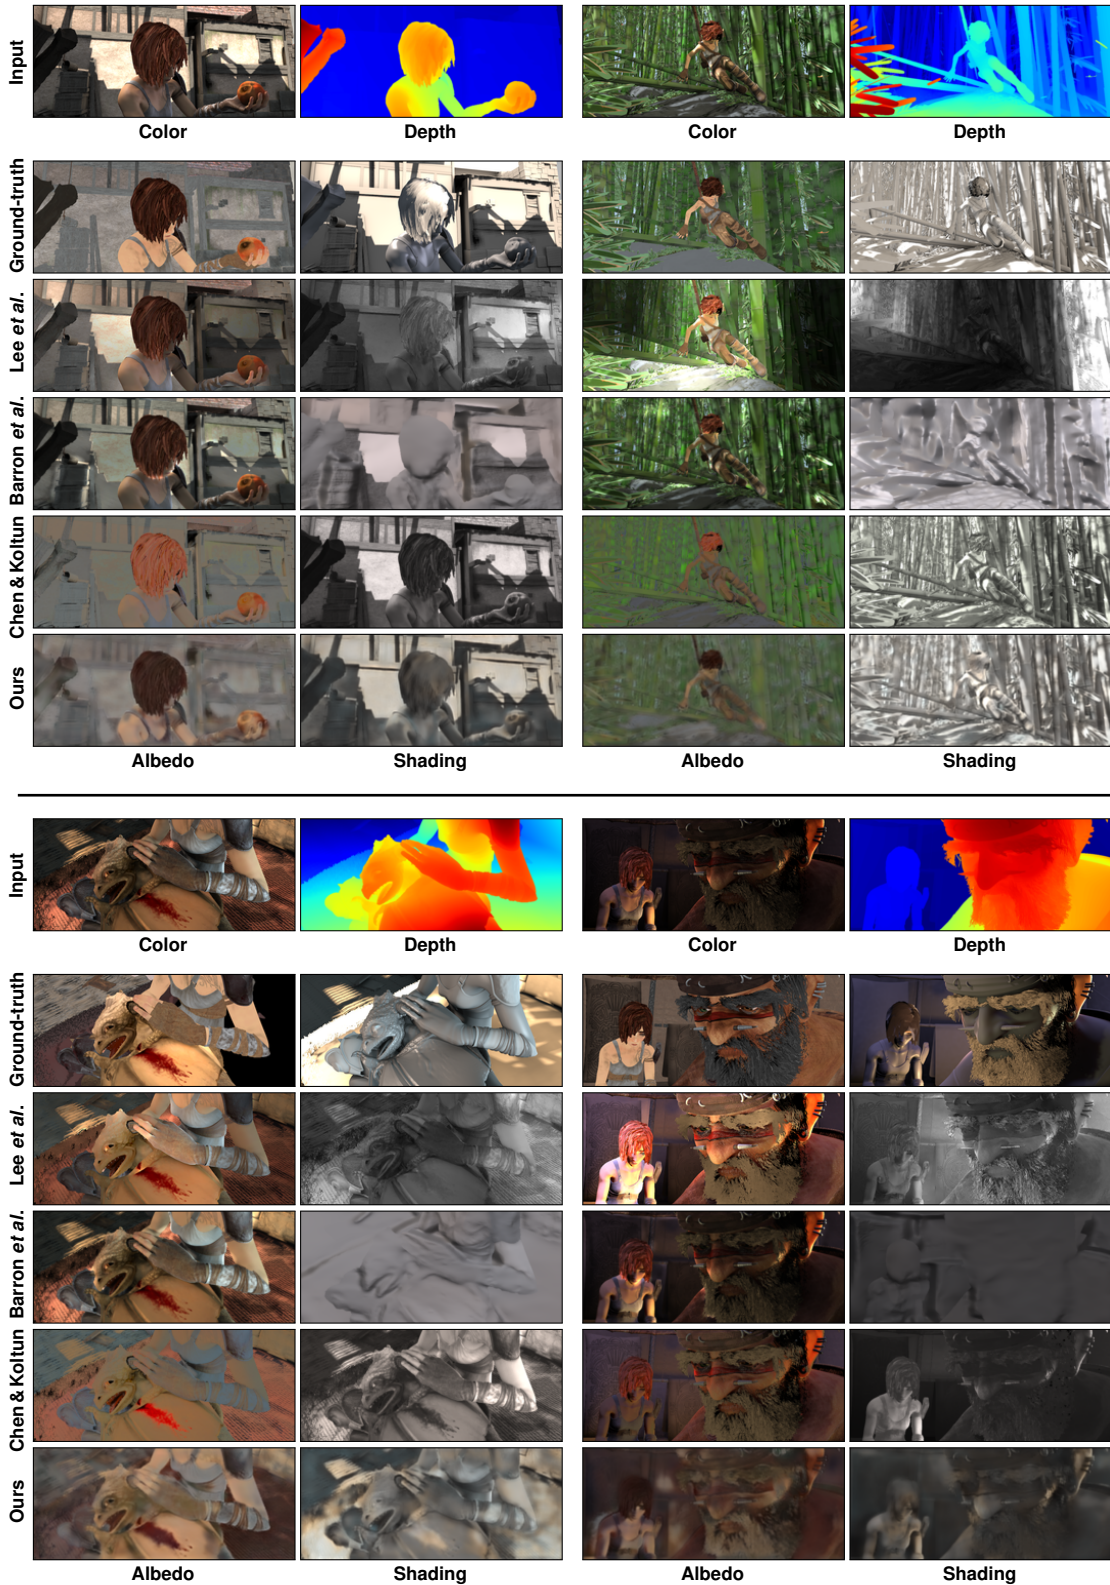 Input
Color Depth Color Depth
Ground-truth
Lee et al.
Barron et al.
Chen & Koltun
Ours
Albedo Shading Albedo Shading
Input
Color Depth Color Depth
Ground-truth
Lee et al.
Barron et al.
Chen & Koltun
Ours
Albedo Shading Albedo Shading